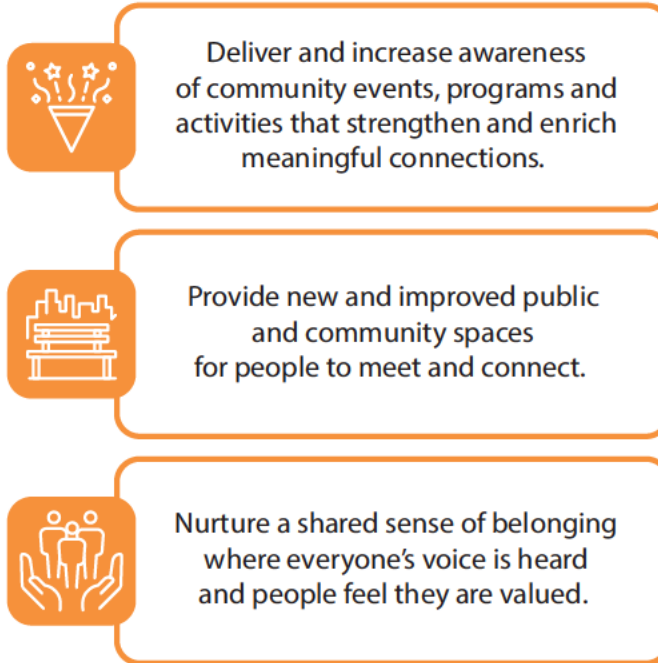 Deliver and increase awareness
of community events, programs and
activities that strengthen and enrich
meaningful connections.
Provide new and improved public
and community spaces
for people to meet and connect.
Nurture a shared sense of belonging
where everyone’s voice is heard
and people feel they are valued.